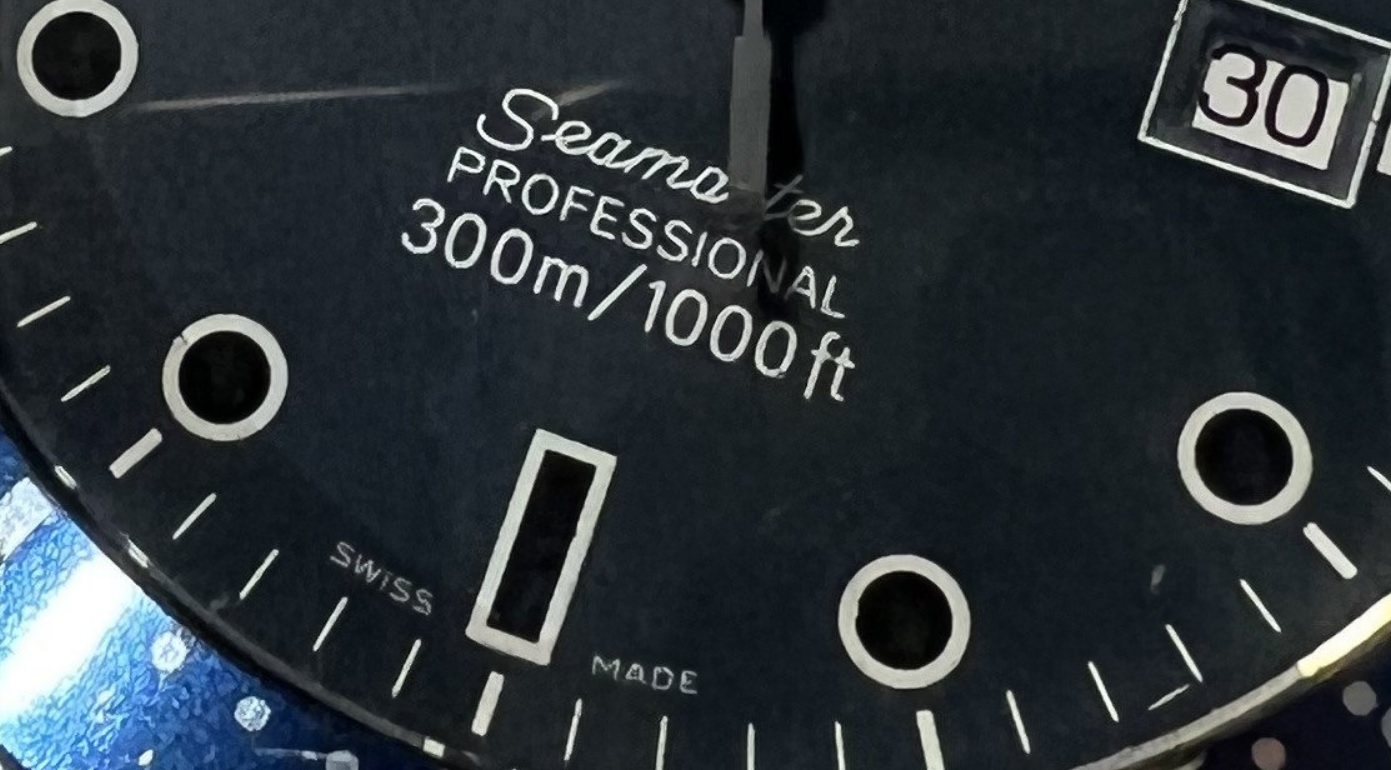 30
Seamaster
PROFESSIONAL
300m/1000ft
SWISS MADE